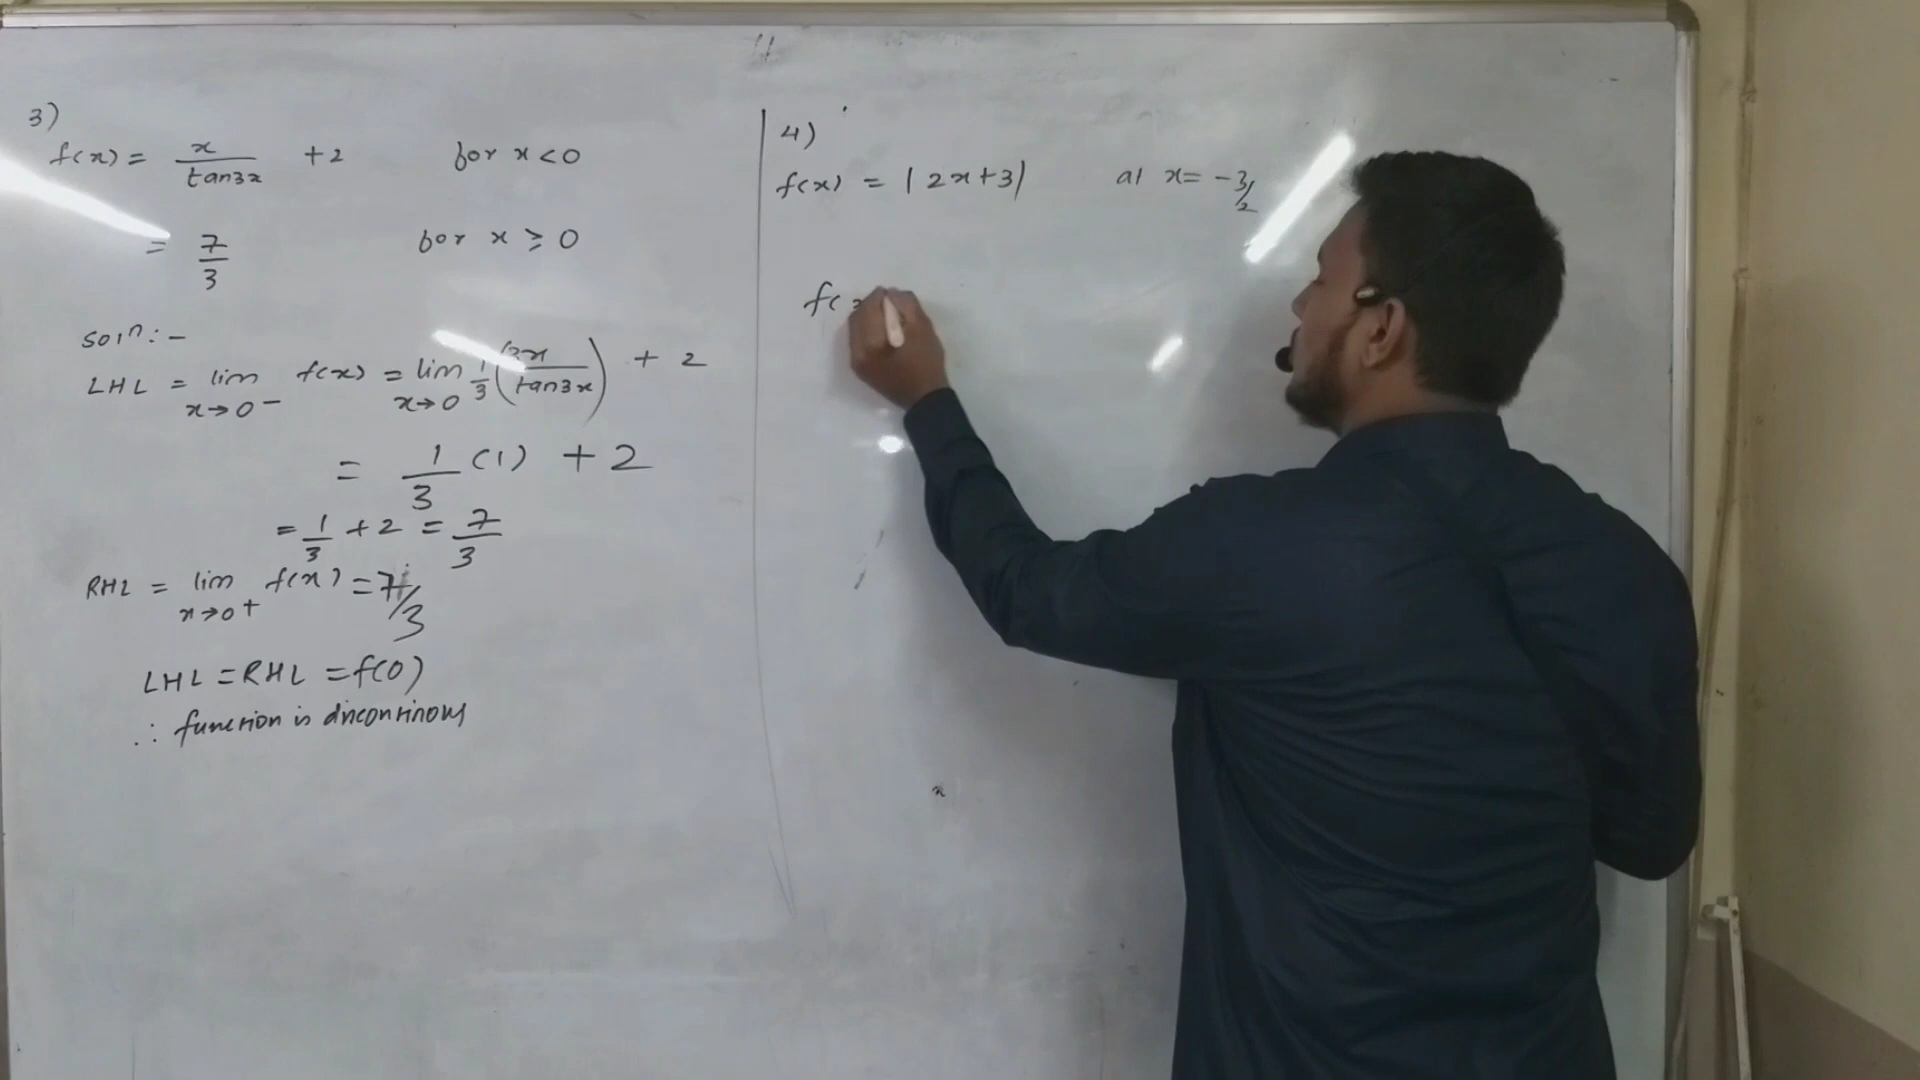 3)
f(x) = x/tan3x +2 for x<0
= 7/3 for x ≥ 0
Soln:-
LHL = lim x→0- f(x) = lim x→0 1/3 (3x/tan3x) + 2
= 1/3 (1) + 2
= 1/3 + 2 = 7/3
RHL = lim x→0+ f(x) = 7/3
LHL = RHL = f(0)
∴ function is discontinous
4)
f(x) = |2x+3| at x= -3/2
f(x